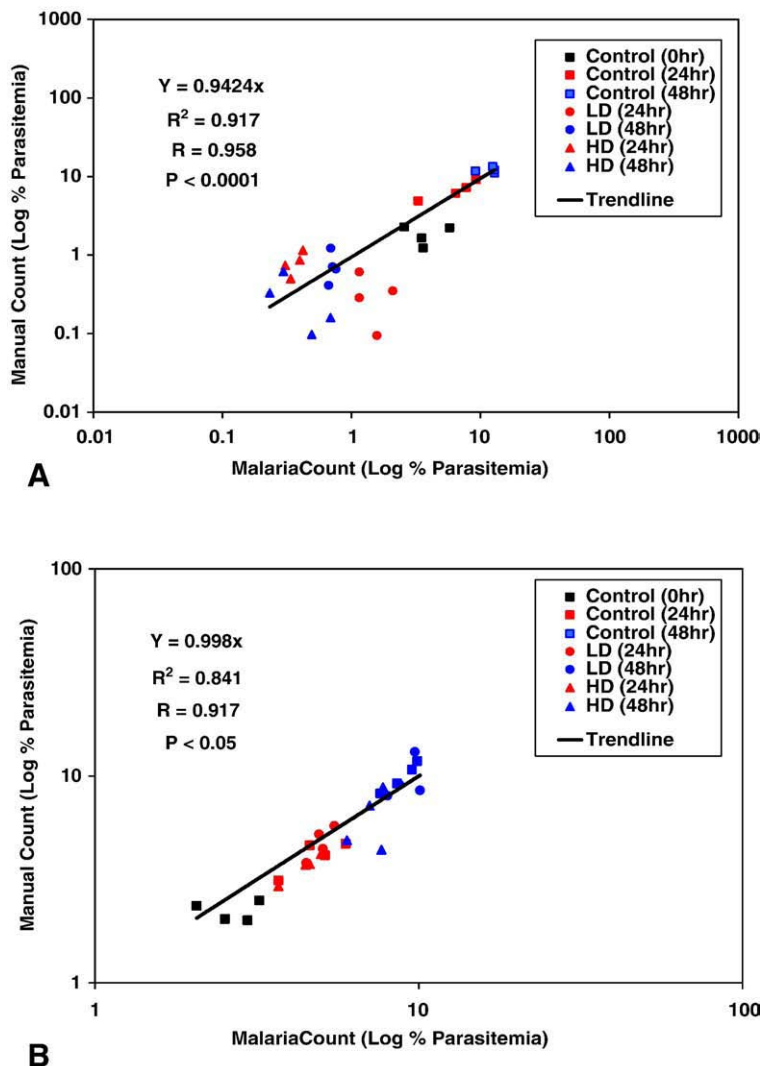 1000
100
10
1
0.1
0.01
Manual Count (Log % Parasitemia)
Y = 0.9424x
R² = 0.917
R = 0.958
P < 0.0001
Control (0hr)
Control (24hr)
Control (48hr)
LD (24hr)
LD (48hr)
HD (24hr)
HD (48hr)
Trendline
0.01 0.1 1 10 100 1000
MalariaCount (Log % Parasitemia)
A
100
10
1
Manual Count (Log % Parasitemia)
Y = 0.998x
R² = 0.841
R = 0.917
P < 0.05
Control (0hr)
Control (24hr)
Control (48hr)
LD (24hr)
LD (48hr)
HD (24hr)
HD (48hr)
Trendline
1 10 100
MalariaCount (Log % Parasitemia)
B